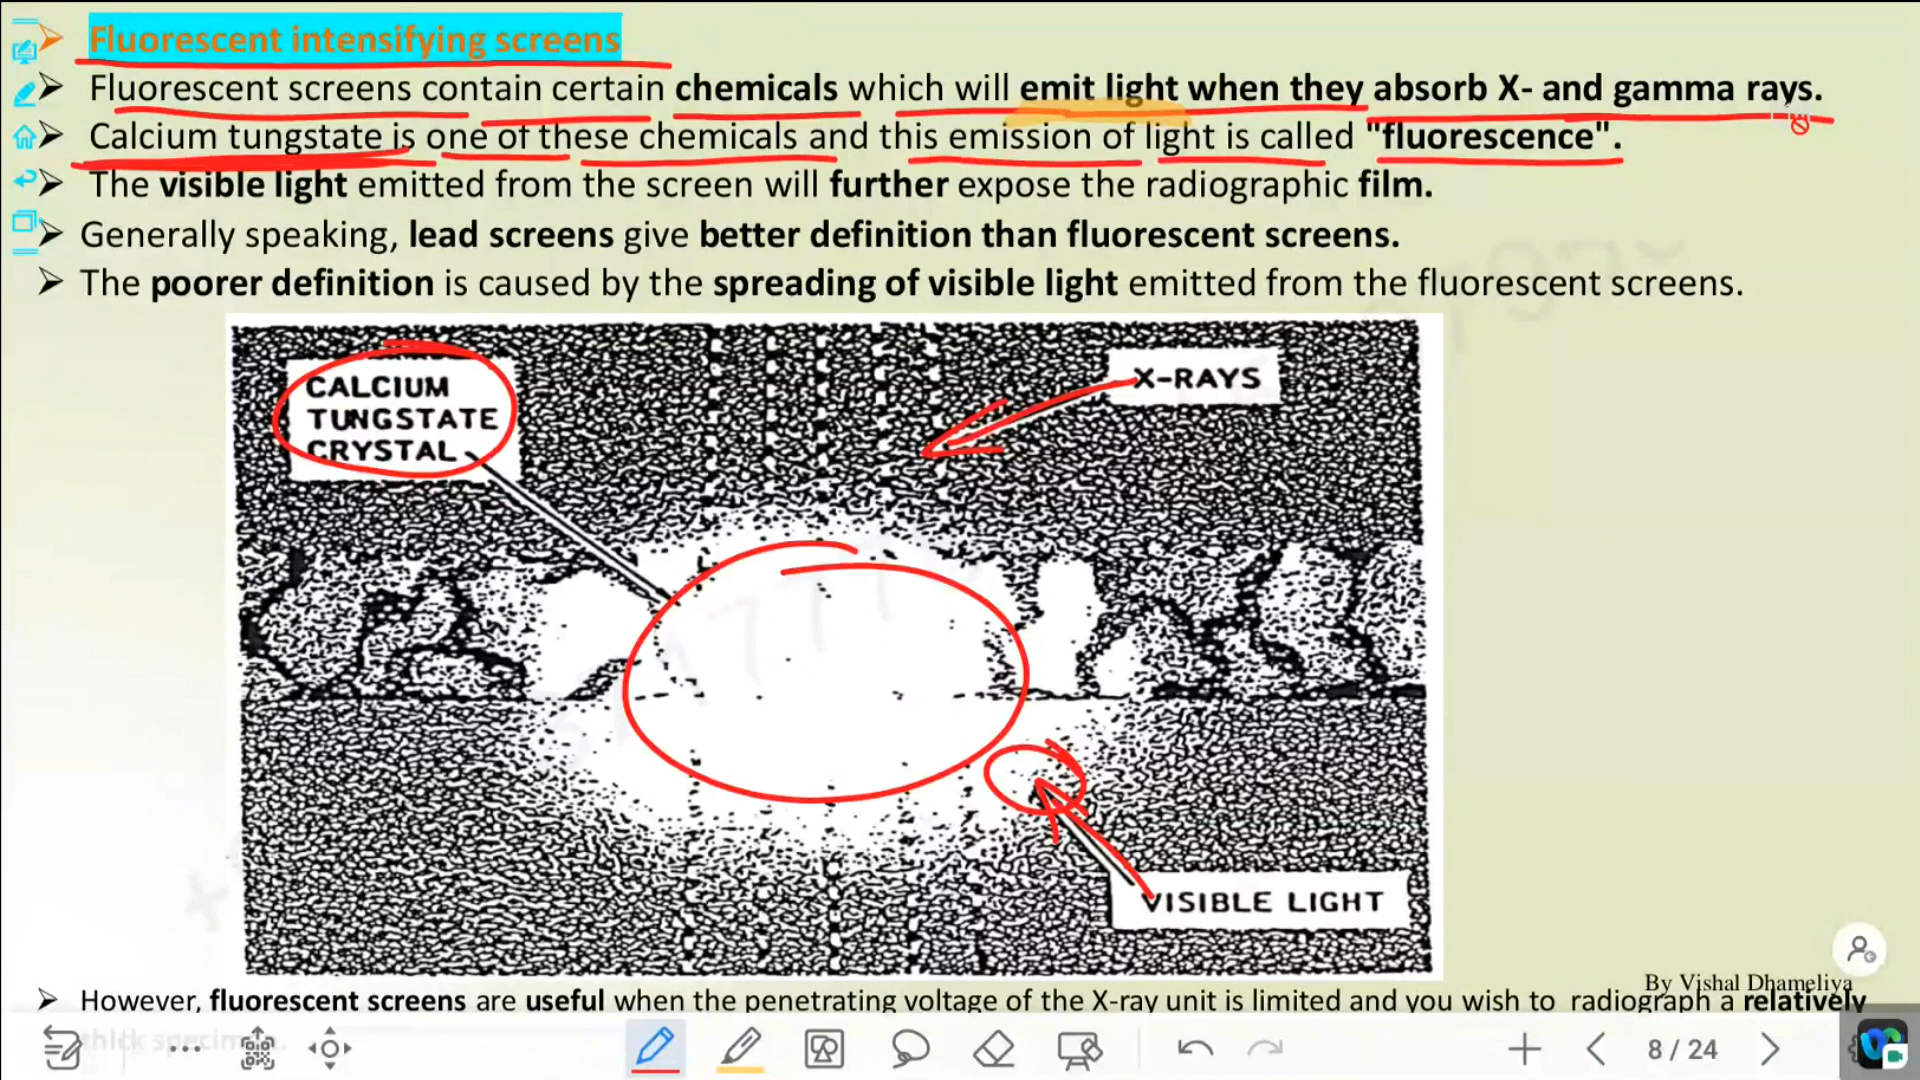 Fluorescent intensifying screens
Fluorescent screens contain certain chemicals which will emit light when they absorb X- and gamma rays.
Calcium tungstate is one of these chemicals and this emission of light is called "fluorescence".
The visible light emitted from the screen will further expose the radiographic film.
Generally speaking, lead screens give better definition than fluorescent screens.
The poorer definition is caused by the spreading of visible light emitted from the fluorescent screens.
CALCIUM
TUNGSTATE
CRYSTAL
X-RAYS
VISIBLE LIGHT
By Vishal Dhameliya
However, fluorescent screens are useful when the penetrating voltage of the X-ray unit is limited and you wish to radiograph a relatively
thick specimen.
8 / 24